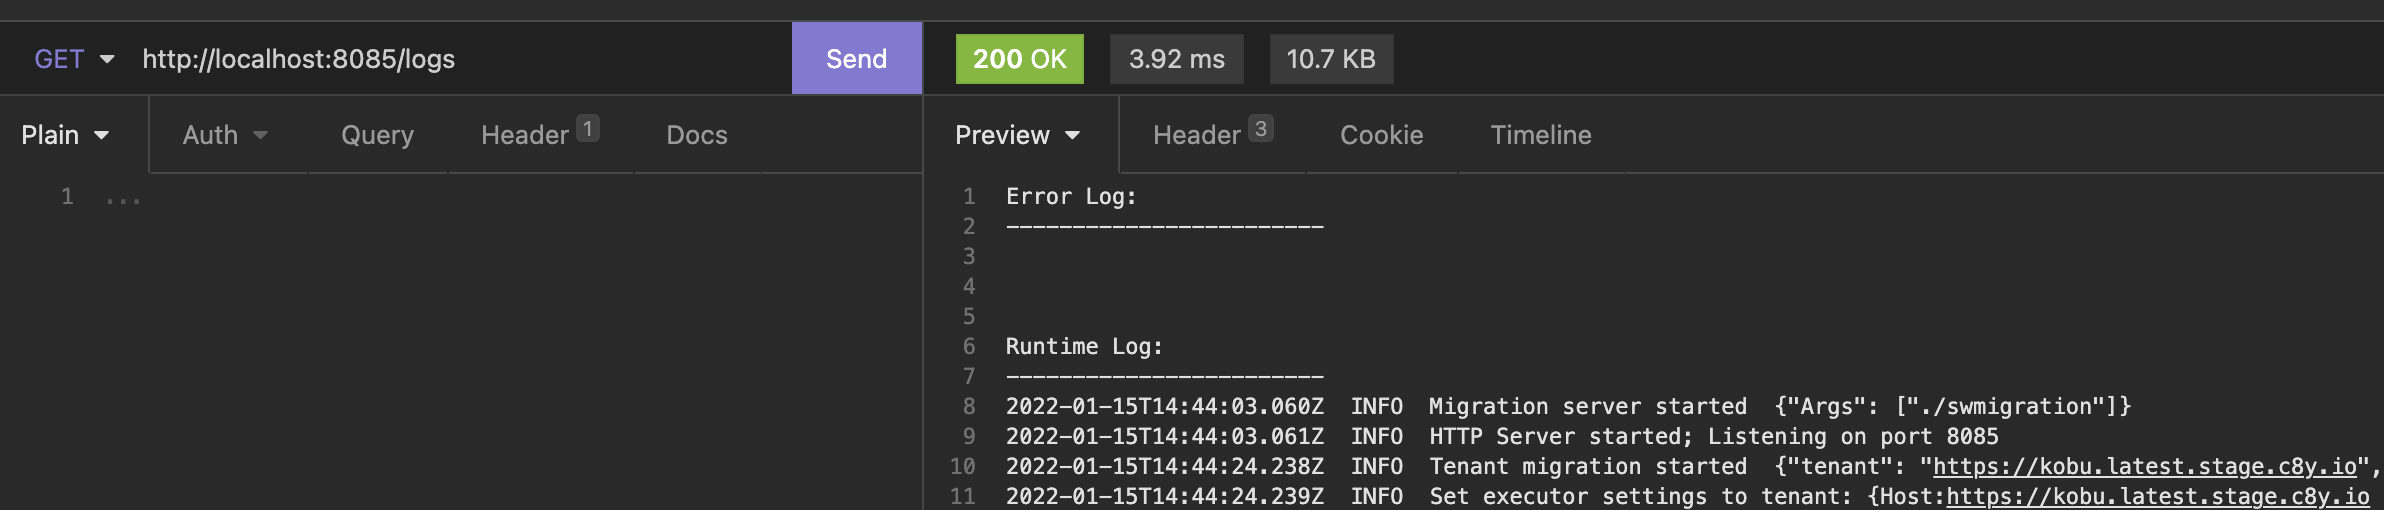 GET http://localhost:8085/logs Send 200 OK 3.92 ms 10.7 KB
Plain Auth Query Header 1 Docs Preview Header 3 Cookie Timeline
1 ...
1 Error Log:
2 ------------------------
3
4
5
6 Runtime Log:
7 ------------------------
8 2022-01-15T14:44:03.060Z INFO Migration server started {"Args": ["./swmigration"]}
9 2022-01-15T14:44:03.061Z INFO HTTP Server started; Listening on port 8085
10 2022-01-15T14:44:24.238Z INFO Tenant migration started {"tenant": "https://kobu.latest.stage.c8y.io",
11 2022-01-15T14:44:24.239Z INFO Set executor settings to tenant: {Host:https://kobu.latest.stage.c8y.io